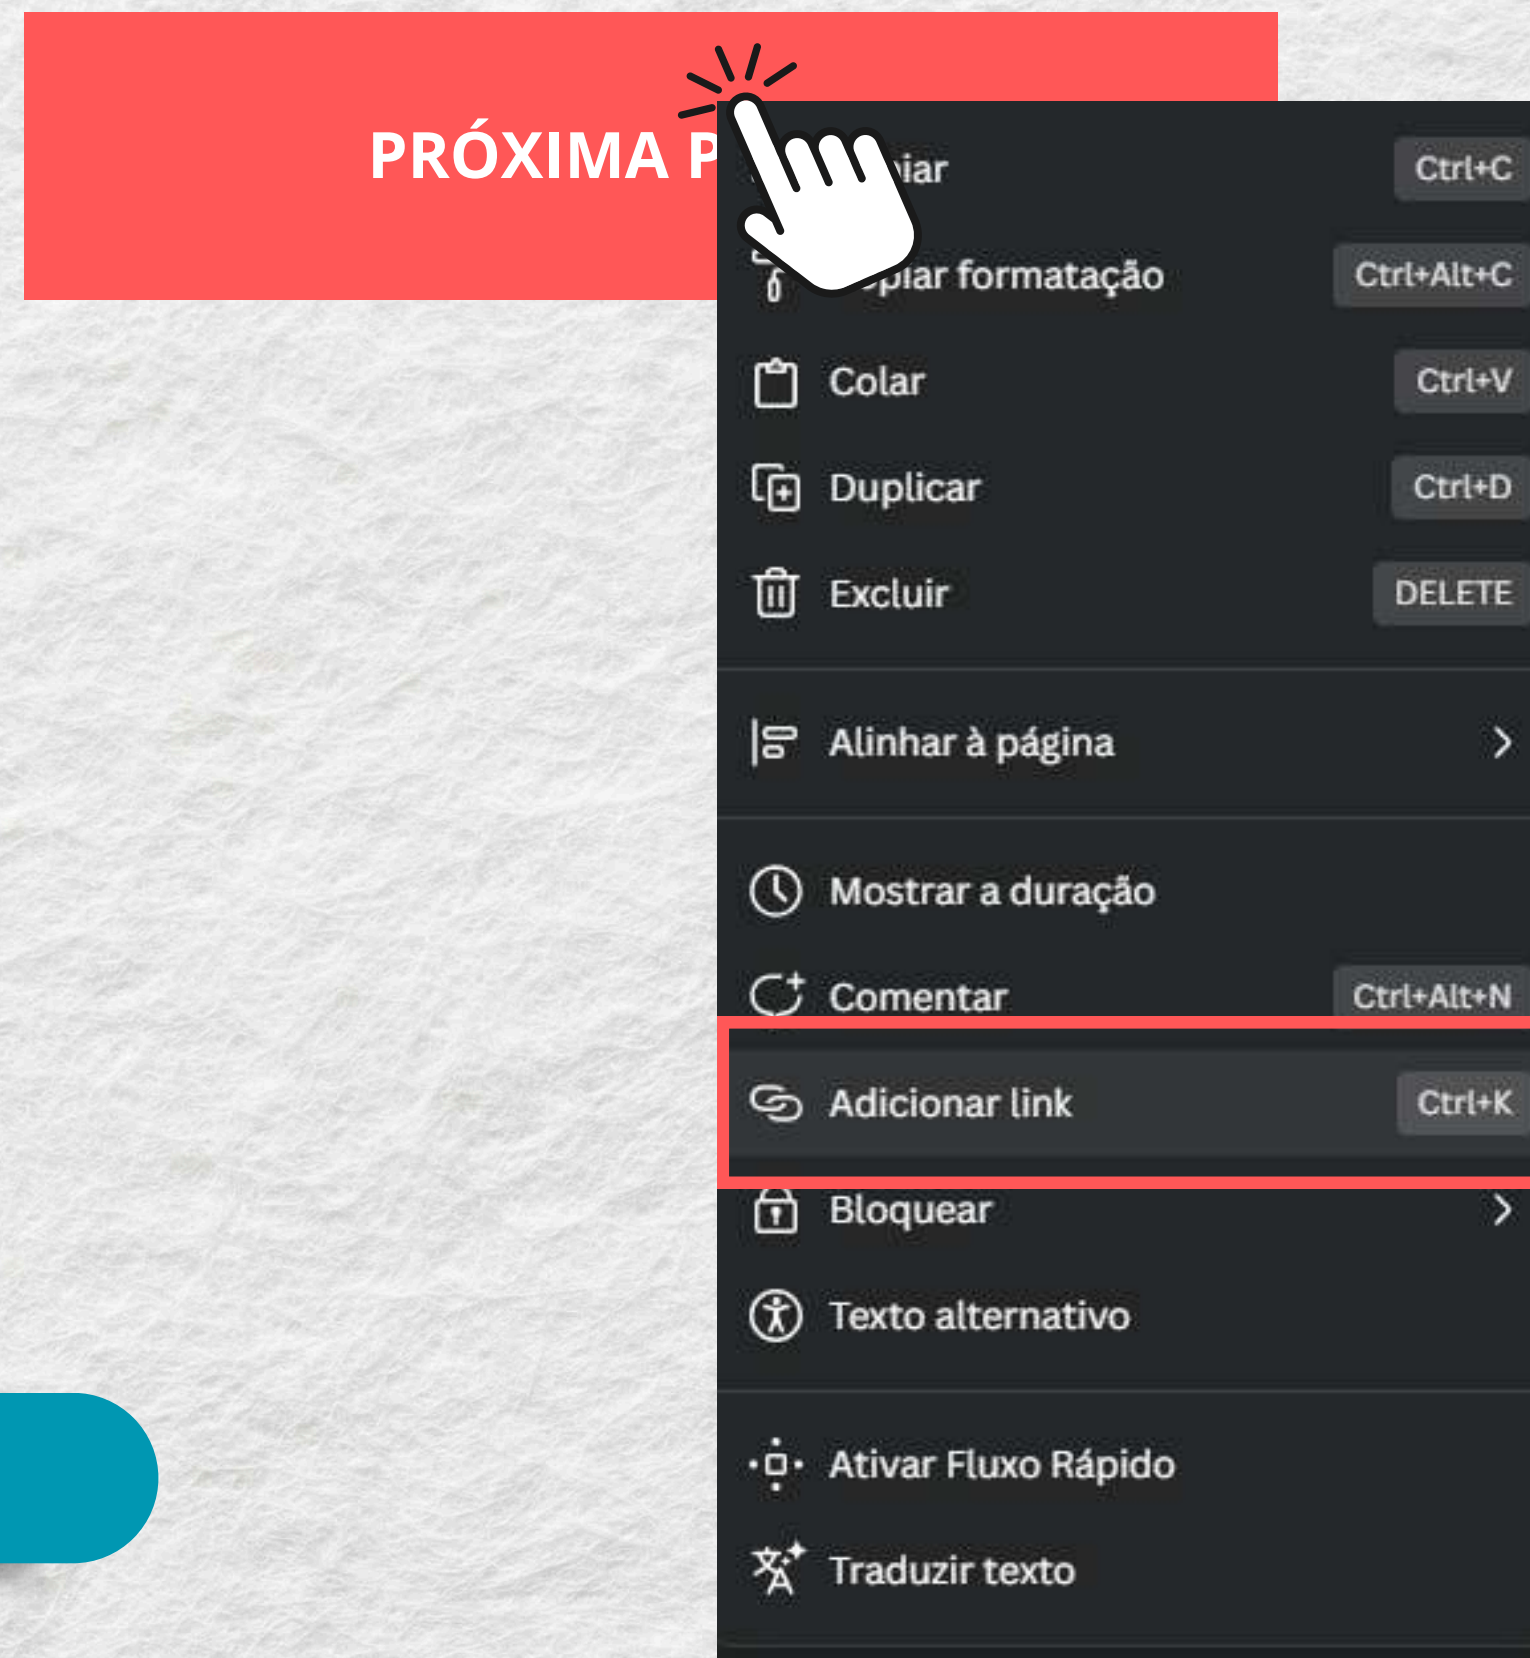 PRÓXIMA P
iar Ctrl+C
piar formatação Ctrl+Alt+C
Colar Ctrl+V
Duplicar Ctrl+D
Excluir DELETE
Alinhar à página
Mostrar a duração
Comentar Ctrl+Alt+N
Adicionar link Ctrl+K
Bloquear
Texto alternativo
Ativar Fluxo Rápido
Traduzir texto